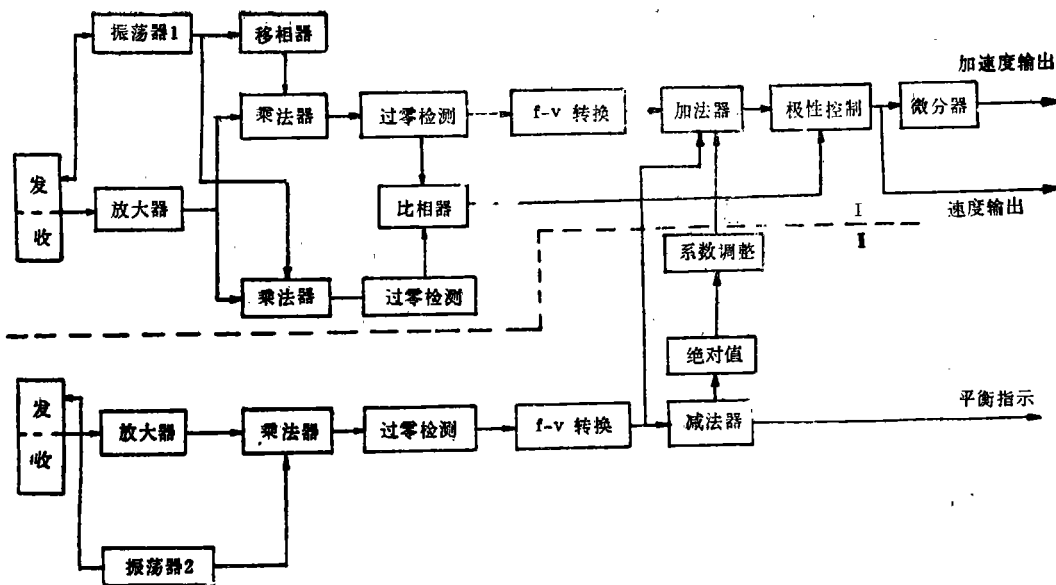 振荡器1
移相器
加速度输出
乘法器
过零检测
f-v 转换
加法器
极性控制
微分器
发
收
放大器
比相器
速度输出
I
II
系数调整
乘法器
过零检测
绝对值
发
收
放大器
乘法器
过零检测
f-v 转换
减法器
平衡指示
振荡器2